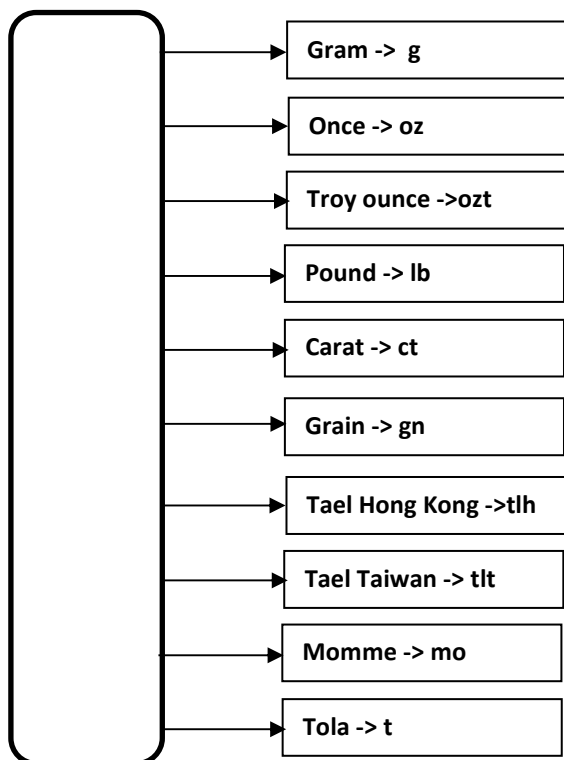 Gram -> g
Once -> oz
Troy ounce ->ozt
Pound -> lb
Carat -> ct
Grain -> gn
Tael Hong Kong ->tlh
Tael Taiwan -> tlt
Momme -> mo
Tola -> t